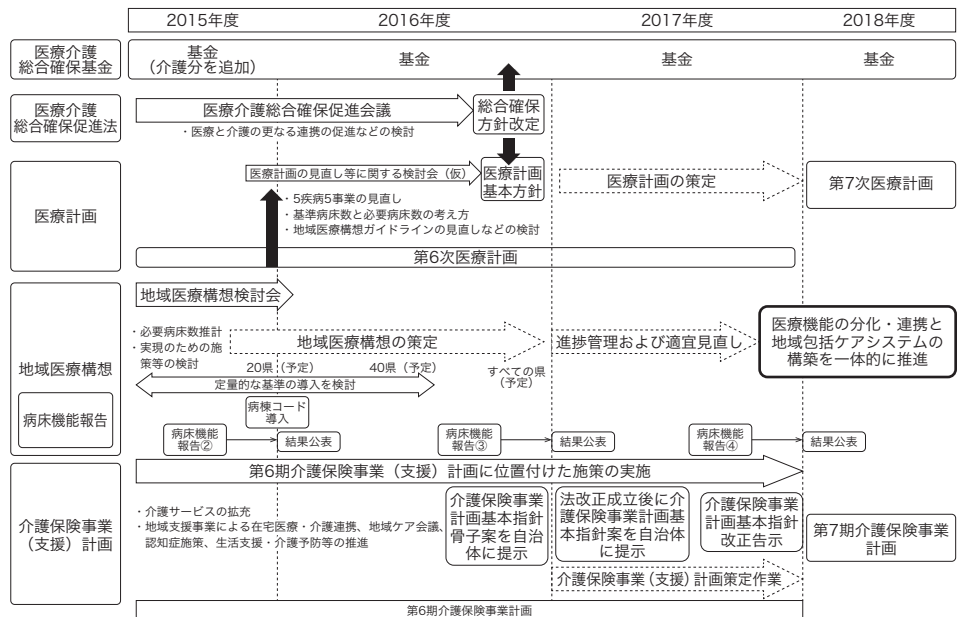 2015年度
2016年度
2017年度
2018年度
医療介護
総合確保基金
基金
（介護分を追加）
基金
基金
基金
医療介護
総合確保促進法
医療介護総合確保促進会議
・医療と介護の更なる連携の促進などの検討
総合確保
方針改定
医療計画
医療計画の見直し等に関する検討会（仮）
医療計画
基本方針
医療計画の策定
第7次医療計画
・5疾病5事業の見直し
・基準病床数と必要病床数の考え方
・地域医療構想ガイドラインの見直しなどの検討
第6次医療計画
地域医療構想
病床機能報告
地域医療構想検討会
・必要病床数推計
・実現のための施
策等の検討
地域医療構想の策定
進捗管理および適宜見直し
医療機能の分化・連携と
地域包括ケアシステムの
構築を一体的に推進
20県（予定）
40県（予定）
すべての県
（予定）
定量的な基準の導入を検討
病棟コード
導入
病床機能
報告②
結果公表
病床機能
報告③
結果公表
病床機能
報告④
結果公表
介護保険事業
（支援）計画
第6期介護保険事業（支援）計画に位置付けた施策の実施
・介護サービスの拡充
・地域支援事業による在宅医療・介護連携、地域ケア会議、
認知症施策、生活支援・介護予防等の推進
介護保険事業
計画基本指針
骨子案を自治
体に提示
法改正成立後に介
護保険事業計画基
本指針案を自治体
に提示
介護保険事業
計画基本指針
改正告示
第7期介護保険事業
計画
介護保険事業（支援）計画策定作業
第6期介護保険事業計画